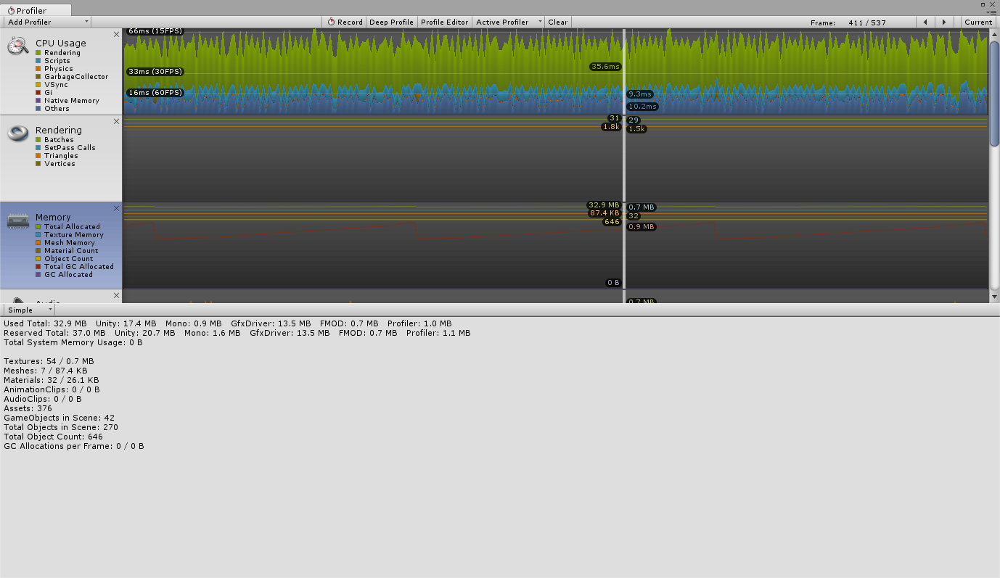 Profiler
Add Profiler Record Deep Profile Profile Editor Active Profiler Clear Frame: 411 / 537 Current
CPU Usage
Rendering
Scripts
Physics
GarbageCollector
VSync
Gi
Native Memory
Others
66ms (15FPS)
33ms (30FPS)
16ms (60FPS)
35.6ms
9.3ms
10.2ms
Rendering
Batches
SetPass Calls
Triangles
Vertices
31
29
1.8k
1.5k
Memory
Total Allocated
Texture Memory
Mesh Memory
Material Count
Object Count
Total GC Allocated
GC Allocated
32.9 MB
0.7 MB
87.4 KB
32
646
0.9 MB
0 B
Audio
0.7 MB
Simple
Used Total: 32.9 MB Unity: 17.4 MB Mono: 0.9 MB GfxDriver: 13.5 MB FMOD: 0.7 MB Profiler: 1.0 MB
Reserved Total: 37.0 MB Unity: 20.7 MB Mono: 1.6 MB GfxDriver: 13.5 MB FMOD: 0.7 MB Profiler: 1.1 MB
Total System Memory Usage: 0 B
Textures: 54 / 0.7 MB
Meshes: 7 / 87.4 KB
Materials: 32 / 26.1 KB
AnimationClips: 0 / 0 B
AudioClips: 0 / 0 B
Assets: 376
GameObjects in Scene: 42
Total Objects in Scene: 270
Total Object Count: 646
GC Allocations per Frame: 0 / 0 B